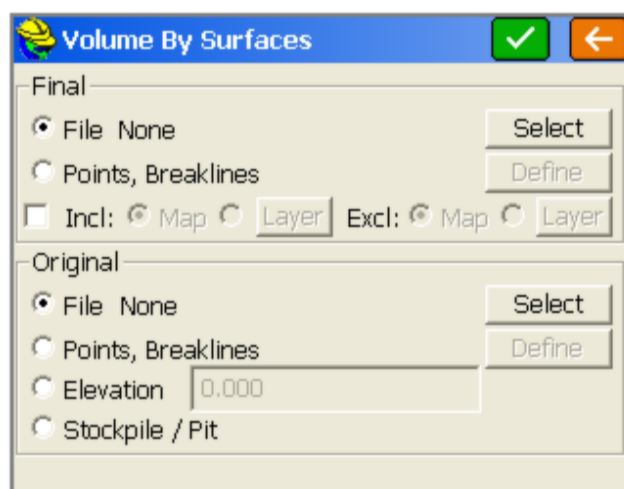 Volume By Surfaces
Final
File None Select
Points, Breaklines Define
Incl: Map Layer Excl: Map Layer
Original
File None Select
Points, Breaklines Define
Elevation 0.000
Stockpile / Pit